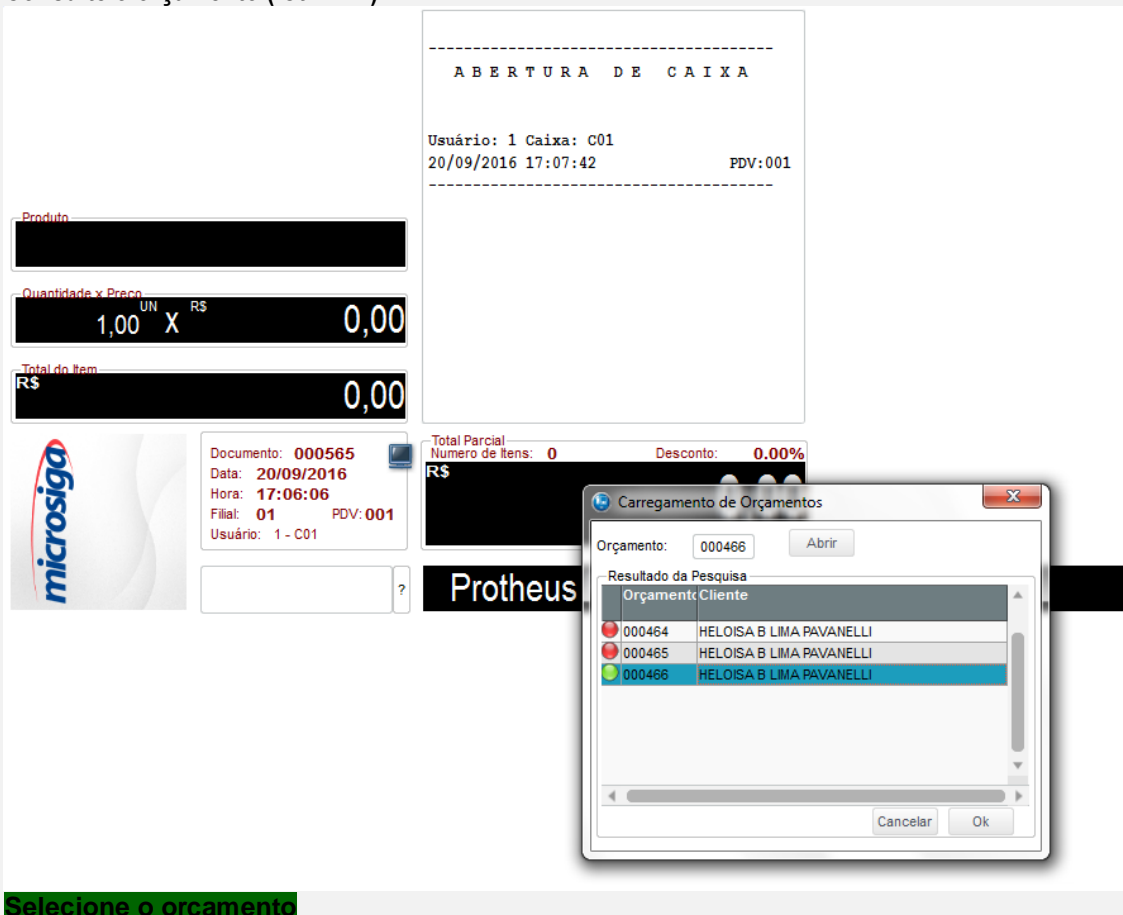 A B E R T U R A D E C A I X A
Usuário: 1 Caixa: C01
20/09/2016 17:07:42 PDV:001
Produto
Quantidade x Preço
1,00 UN X R$ 0,00
Total do Item
R$ 0,00
microsiga
Documento: 000565
Data: 20/09/2016
Hora: 17:06:06
Filial: 01 PDV: 001
Usuário: 1 - C01
?
Total Parcial
Numero de Itens: 0 Desconto: 0.00%
R$
Protheus
Carregamento de Orçamentos
x
Orçamento: 000466 Abrir
Resultado da Pesquisa
Orçamento Cliente
000464 HELOISA B LIMA PAVANELLI
000465 HELOISA B LIMA PAVANELLI
000466 HELOISA B LIMA PAVANELLI
Cancelar Ok
Selecione o orçamento